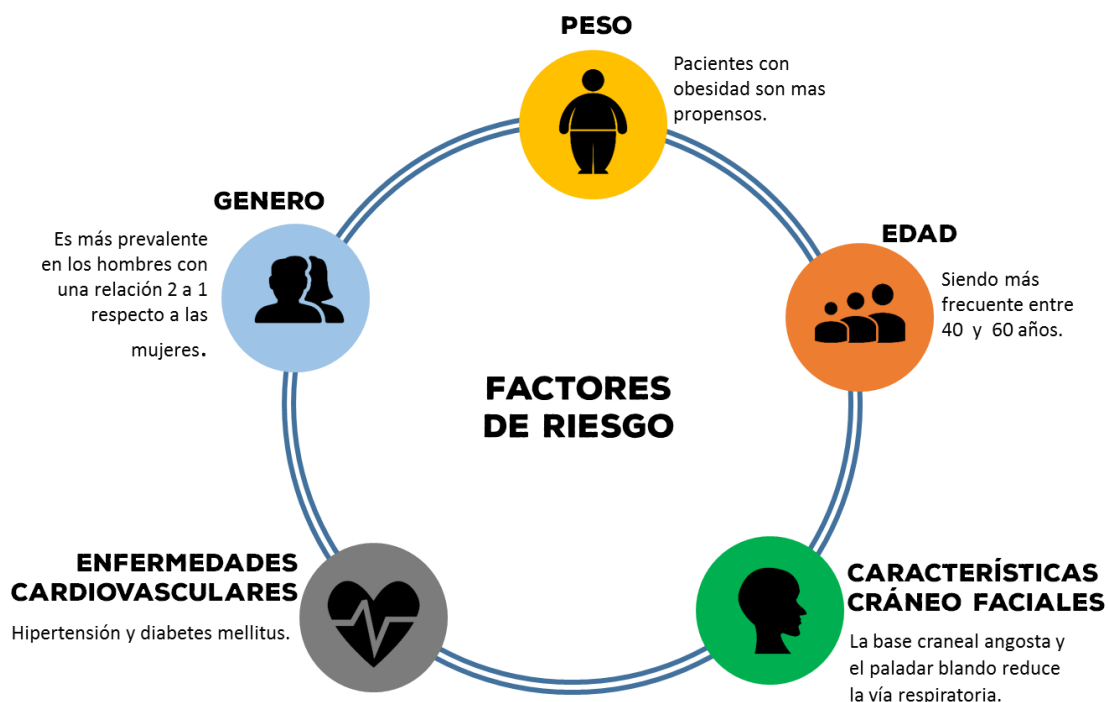 PESO
Pacientes con
obesidad son mas
propensos.
GENERO
Es más prevalente
en los hombres con
una relación 2 a 1
respecto a las
mujeres.
EDAD
Siendo más
frecuente entre
40 y 60 años.
FACTORES
DE RIESGO
ENFERMEDADES
CARDIOVASCULARES
Hipertensión y diabetes mellitus.
CARACTERÍSTICAS
CRÁNEO FACIALES
La base craneal angosta y
el paladar blando reduce
la vía respiratoria.